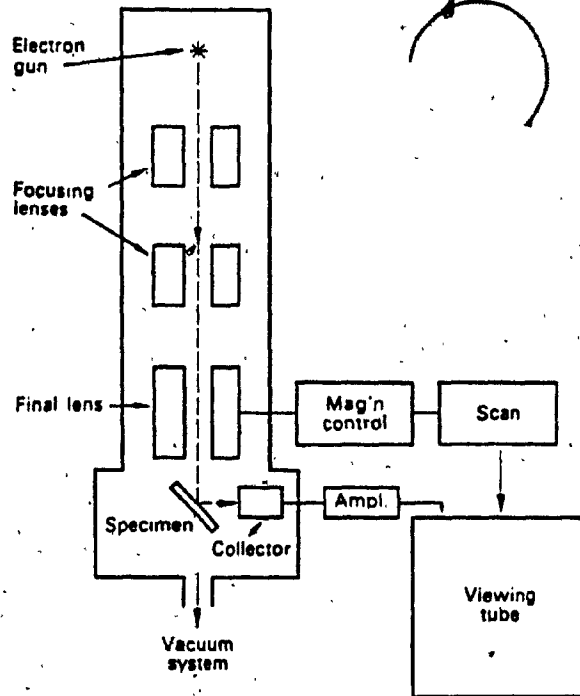 Electron
gun
Focusing
lenses
Final lens
Mag'n
control
Scan
Specimen
Collector
Ampl.
Viewing
tube
Vacuum
system